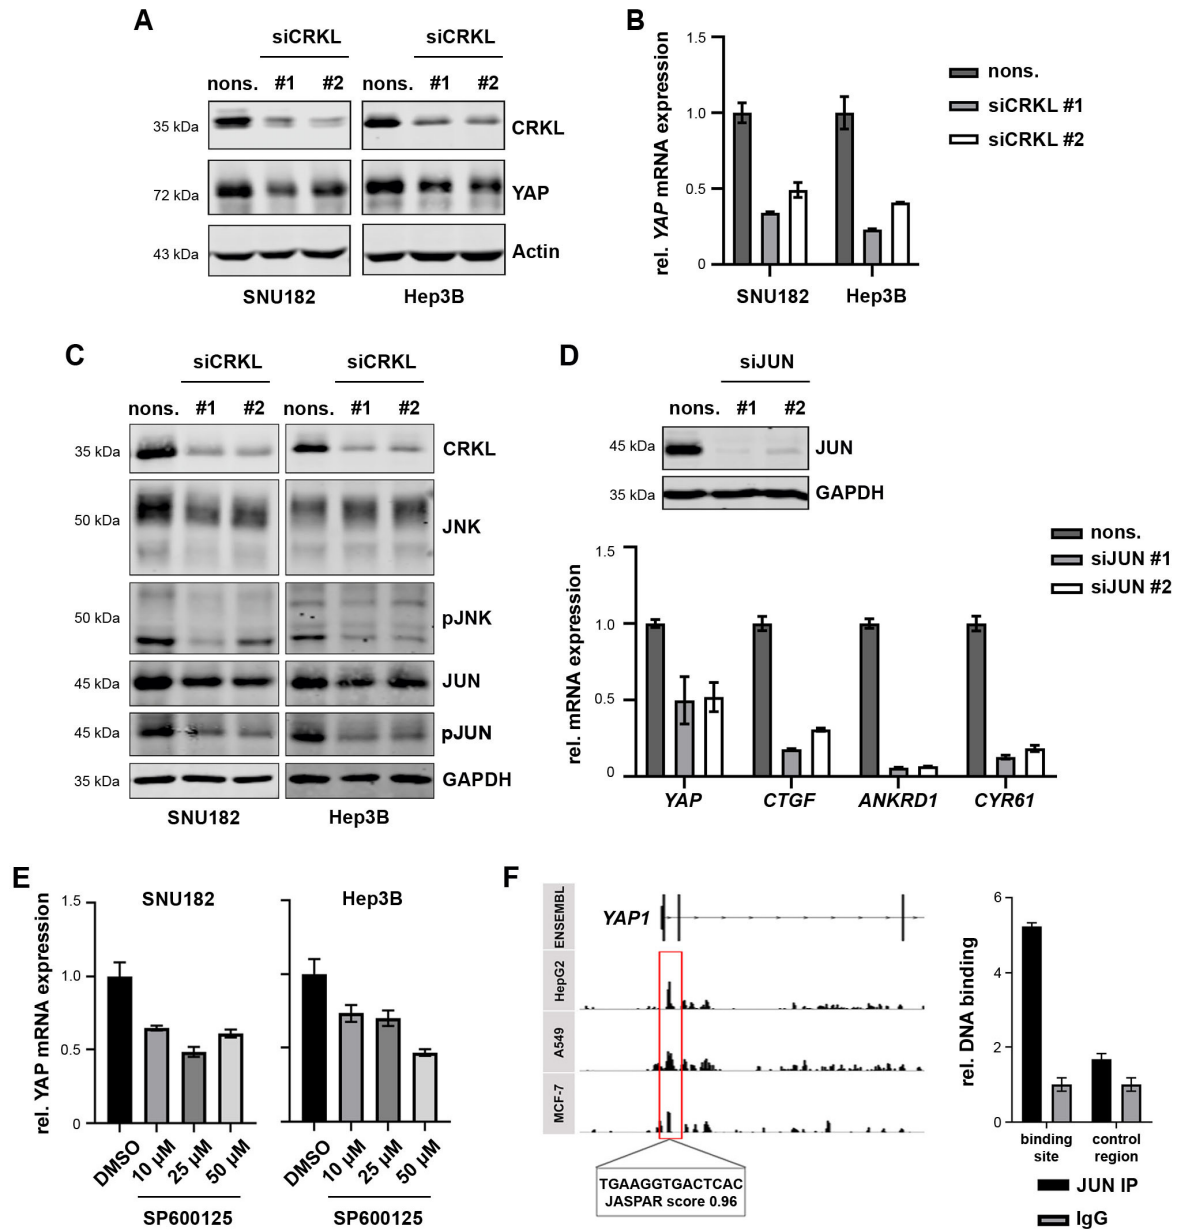 A
siCRKL siCRKL
nons. #1 #2 nons. #1 #2
35 kDa CRKL
72 kDa YAP
43 kDa Actin
SNU182 Hep3B
B
rel. YAP mRNA expression
1.5
1.0
0.5
0
SNU182 Hep3B
nons.
siCRKL #1
siCRKL #2
C
siCRKL siCRKL
nons. #1 #2 nons. #1 #2
35 kDa CRKL
50 kDa JNK
50 kDa pJNK
45 kDa JUN
45 kDa pJUN
35 kDa GAPDH
SNU182 Hep3B
D
siJUN
nons. #1 #2
45 kDa JUN
35 kDa GAPDH
nons.
siJUN #1
siJUN #2
rel. mRNA expression
1.5
1.0
0.5
0
YAP CTGF ANKRD1 CYR61
E
SNU182 Hep3B
rel. YAP mRNA expression
1.5
1.0
0.5
0
DMSO 10 µM 25 µM 50 µM DMSO 10 µM 25 µM 50 µM
SP600125 SP600125
F
ENSEMBL
YAP1
HepG2
A549
MCF-7
TGAAGGTGACTCAC
JASPAR score 0.96
rel. DNA binding
6
4
2
0
binding control
site region
JUN IP
IgG